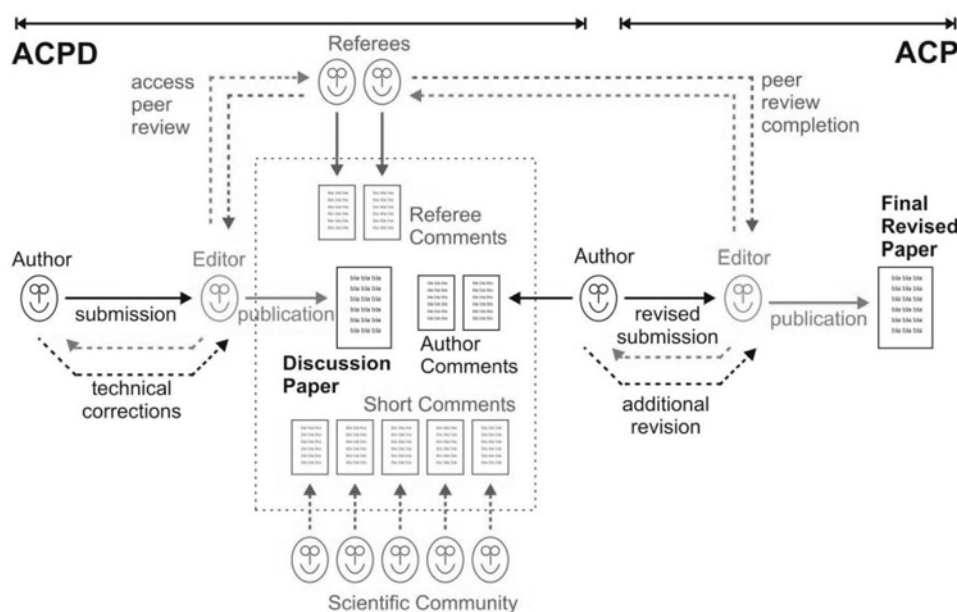 ACPD
ACP
Referees
access
peer
review
peer
review
completion
Referee
Comments
Final
Revised
Paper
Author
Editor
Author
Editor
submission
publication
revised
submission
publication
Author
Comments
Discussion
Paper
technical
corrections
additional
revision
Short Comments
Scientific Community